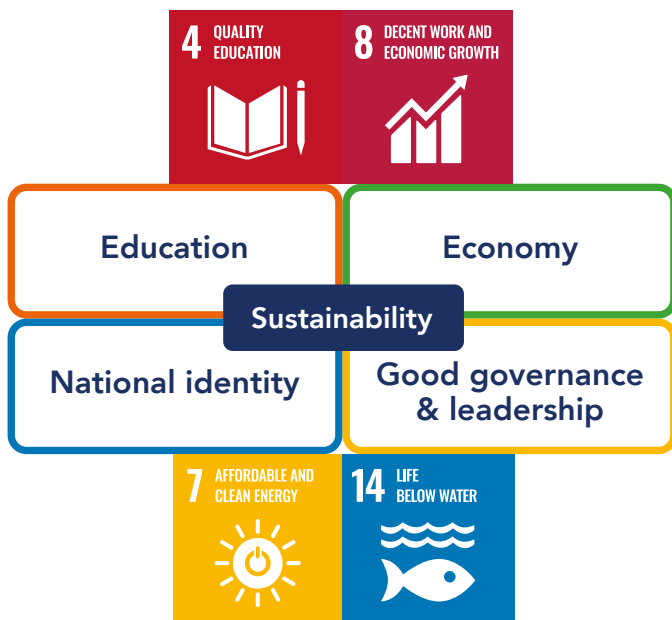 4 QUALITY
EDUCATION
8 DECENT WORK AND
ECONOMIC GROWTH
Education
Economy
Sustainability
National identity
Good governance
& leadership
7 AFFORDABLE AND
CLEAN ENERGY
14 LIFE
BELOW WATER